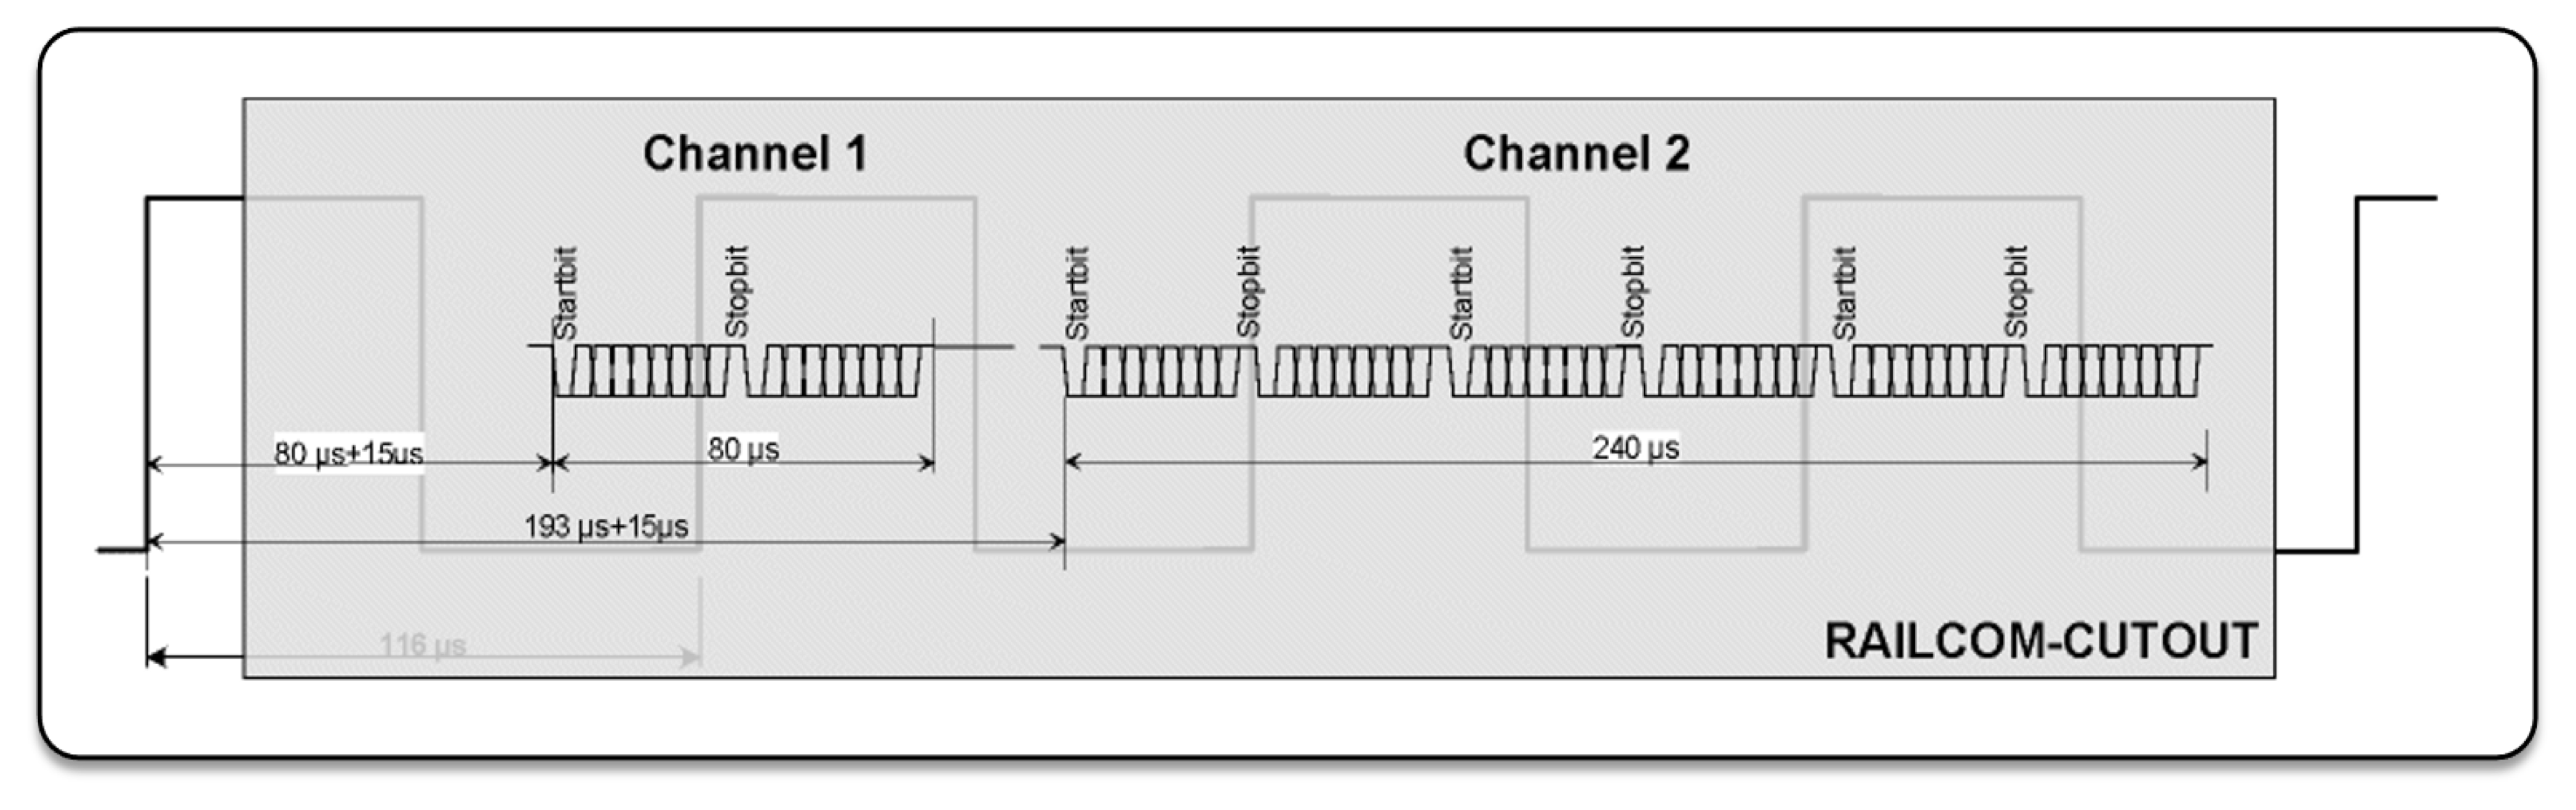 Channel 1
Channel 2
Startbit
Stopbit
Startbit
Stopbit
Startbit
Stopbit
Startbit
Stopbit
80 µs+15µs
80 µs
240 µs
193 µs+15µs
116 µs
RAILCOM-CUTOUT